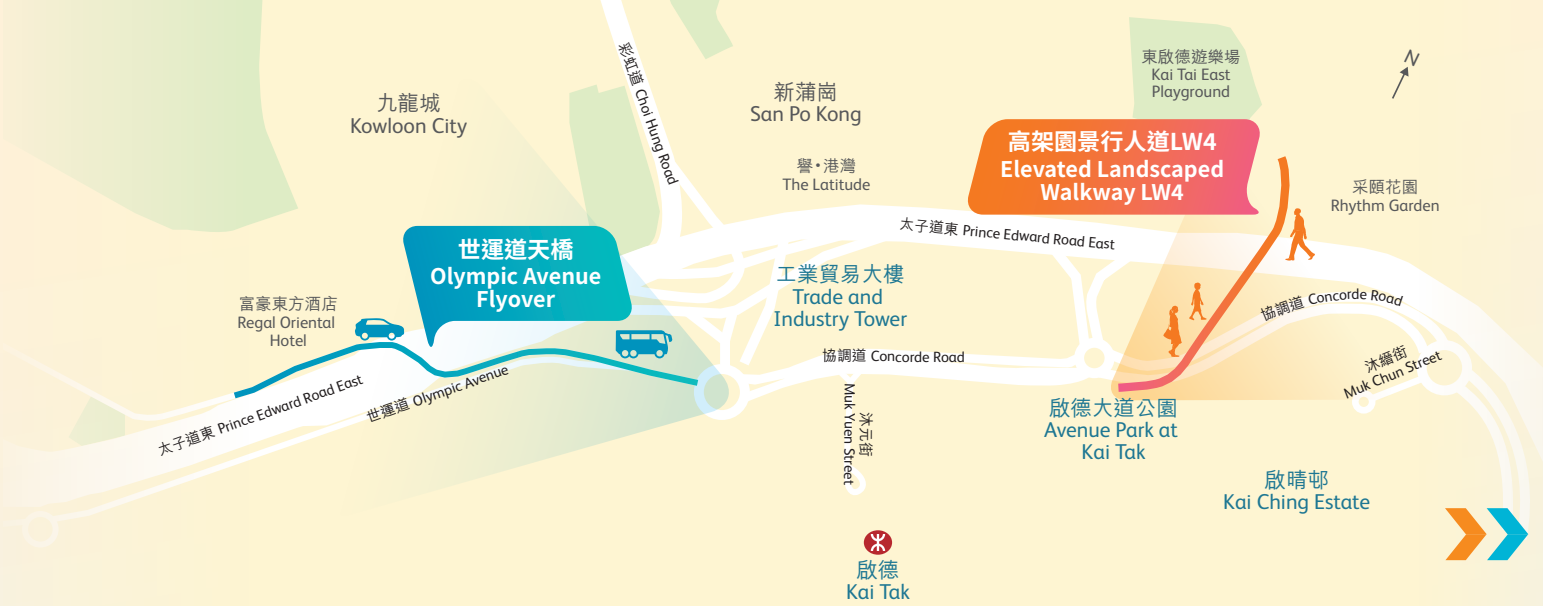 彩虹道 Choi Hung Road
東啟德遊樂場
Kai Tai East
Playground
N
九龍城
Kowloon City
新蒲崗
San Po Kong
高架園景行人道LW4
Elevated Landscaped
Walkway LW4
譽•港灣
The Latitude
采頤花園
Rhythm Garden
太子道東 Prince Edward Road East
世運道天橋
Olympic Avenue
Flyover
工業貿易大樓
Trade and
Industry Tower
富豪東方酒店
Regal Oriental
Hotel
協調道 Concorde Road
協調道 Concorde Road
沐縉街
Muk Chun Street
太子道東 Prince Edward Road East
世運道 Olympic Avenue
沐元街
Muk Yuen Street
啟德大道公園
Avenue Park at
Kai Tak
啟晴邨
Kai Ching Estate
啟德
Kai Tak